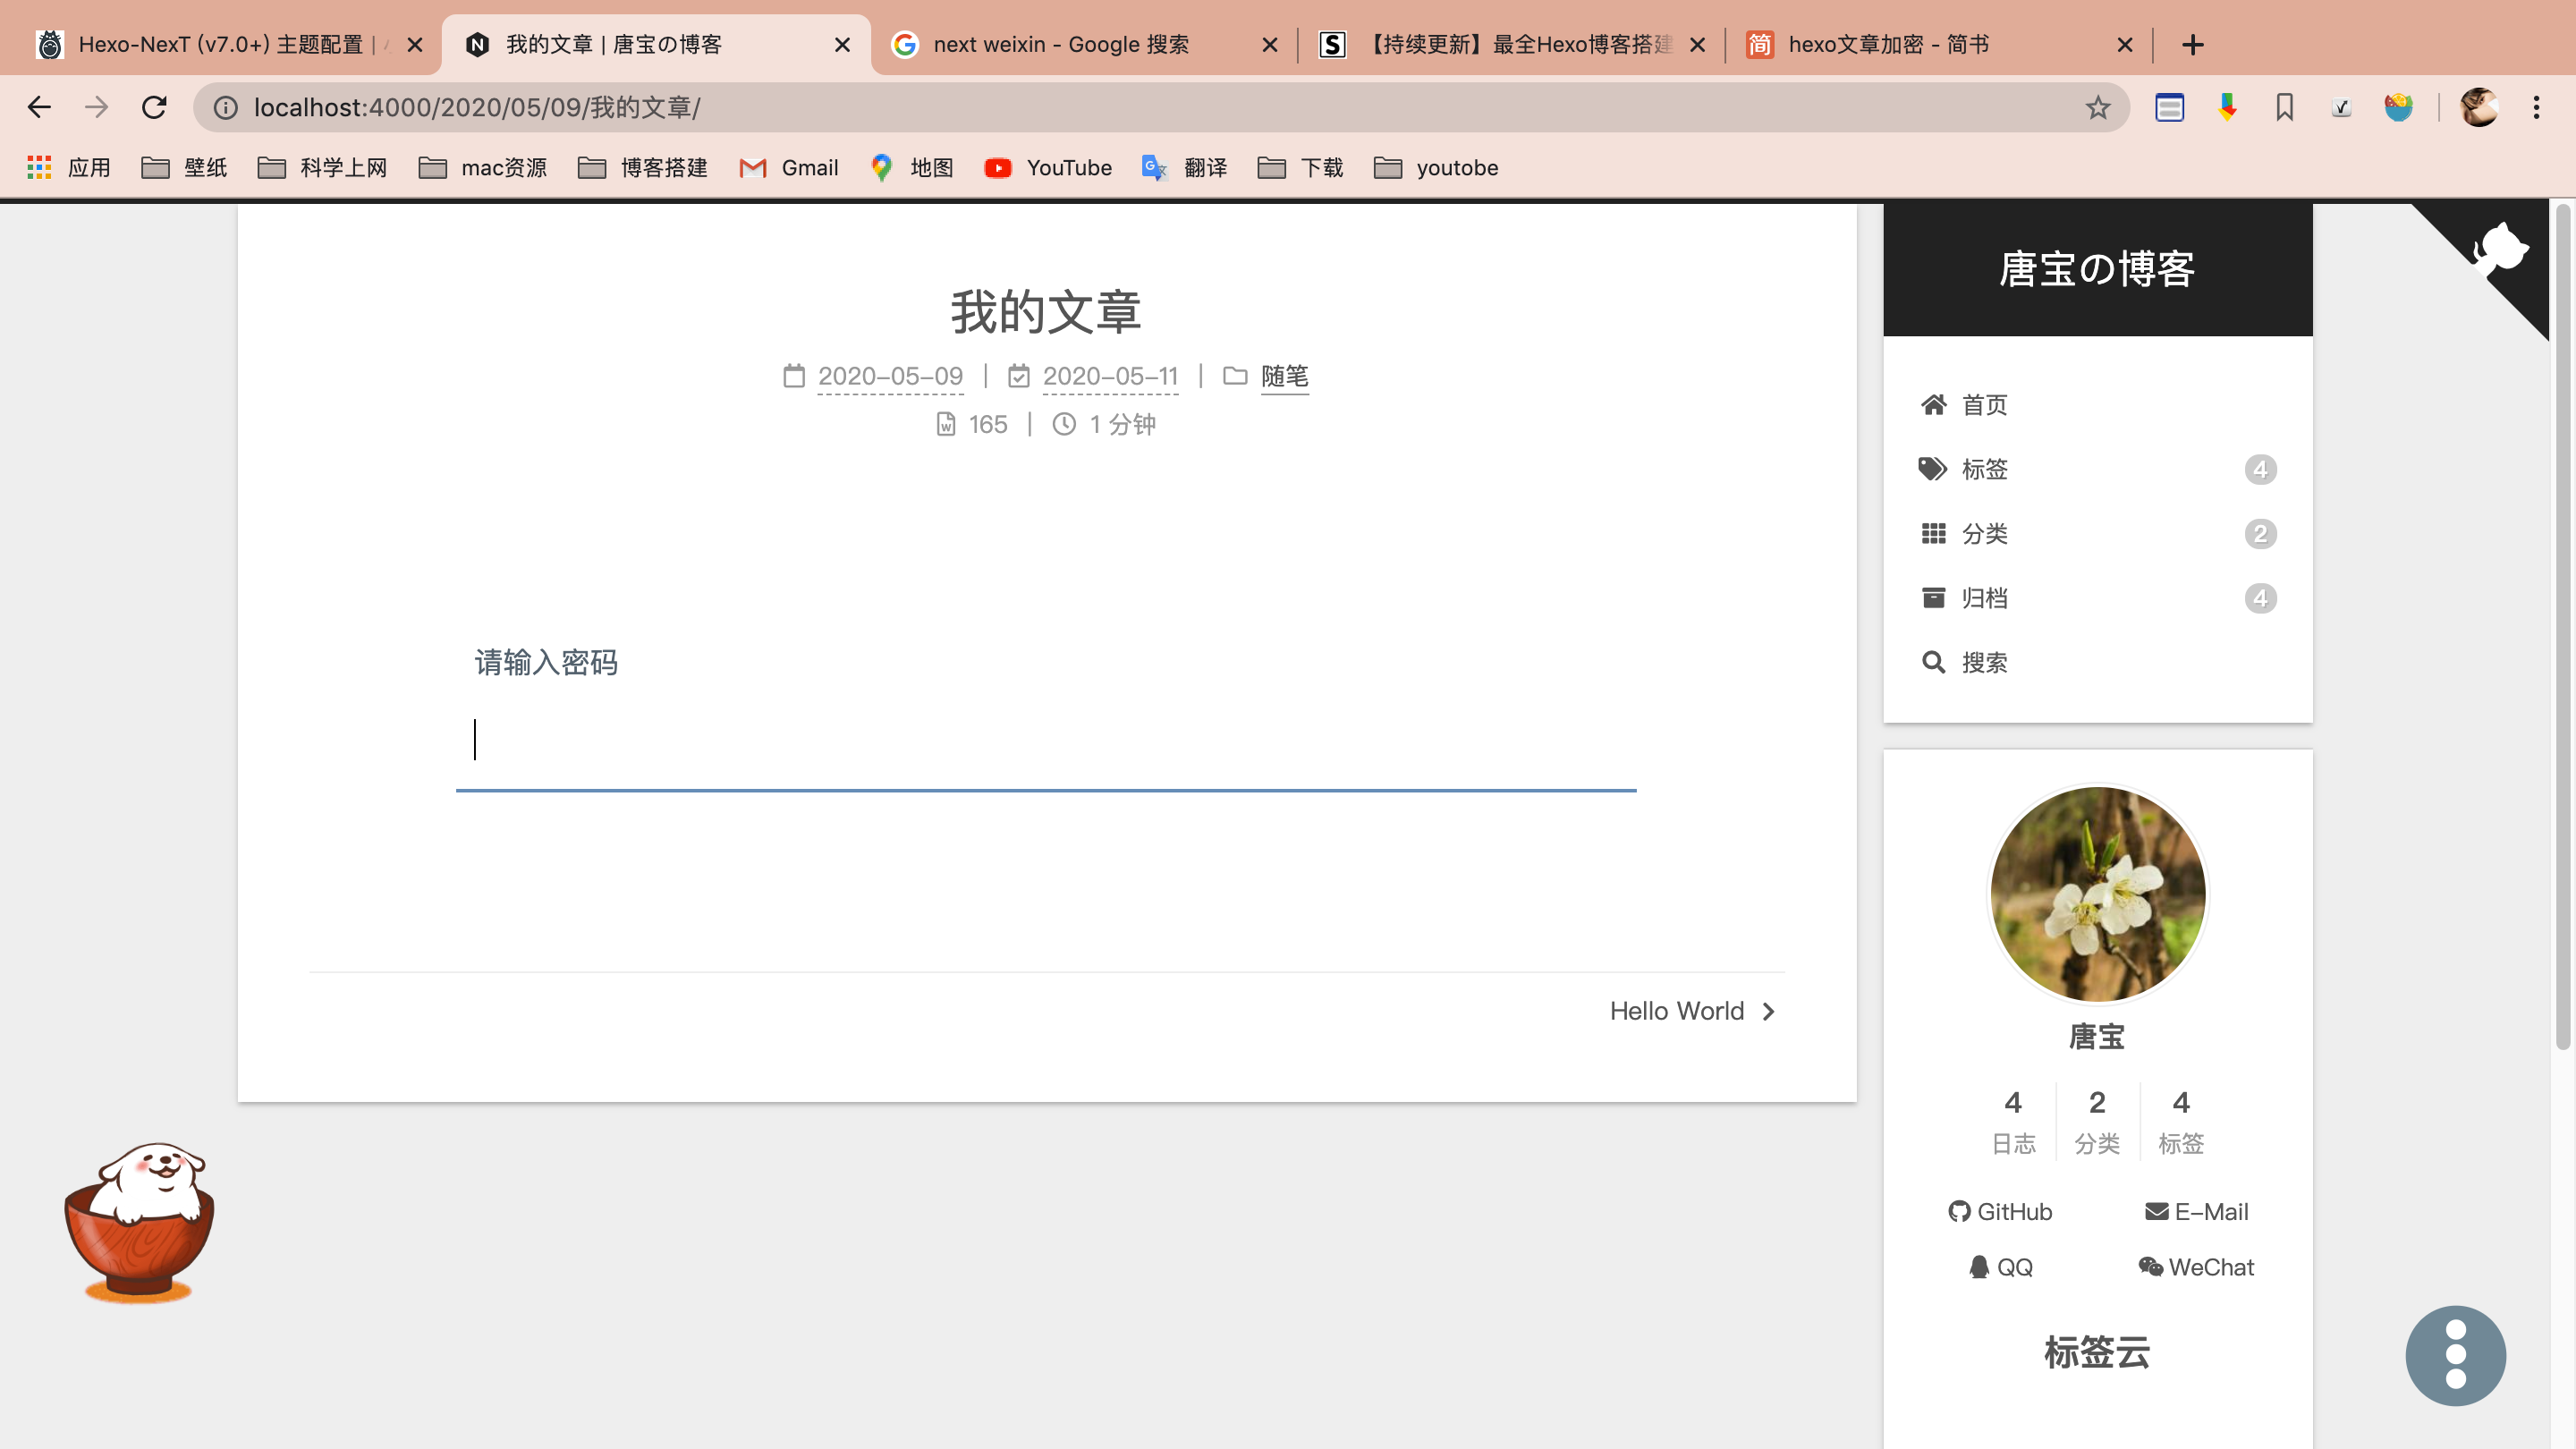 Hexo-NexT (v7.0+) 主题配置 |
我的文章 | 唐宝の博客
next weixin - Google 搜索
【持续更新】最全Hexo博客搭建
hexo文章加密 - 简书
localhost:4000/2020/05/09/我的文章/
应用 壁纸 科学上网 mac资源 博客搭建 Gmail 地图 YouTube 翻译 下载 youtobe
我的文章
2020-05-09 | 2020-05-11 | 随笔
165 | 1 分钟
请输入密码
Hello World
唐宝の博客
首页
标签 4
分类 2
归档 4
搜索
唐宝
4 2 4
日志 分类 标签
GitHub E-Mail
QQ WeChat
标签云